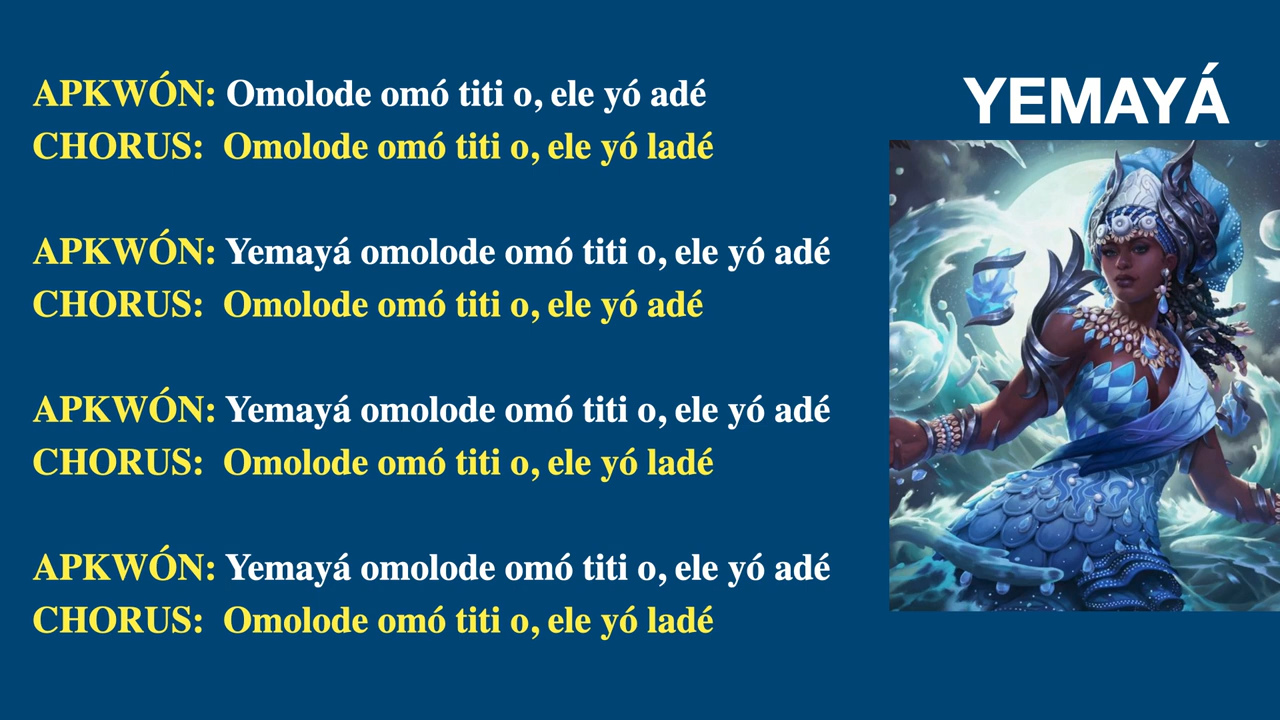 YEMAYÁ
APKWÓN: Omolode omó titi o, ele yó adé
CHORUS: Omolode omó titi o, ele yó ladé
APKWÓN: Yemayá omolode omó titi o, ele yó adé
CHORUS: Omolode omó titi o, ele yó adé
APKWÓN: Yemayá omolode omó titi o, ele yó adé
CHORUS: Omolode omó titi o, ele yó ladé
APKWÓN: Yemayá omolode omó titi o, ele yó adé
CHORUS: Omolode omó titi o, ele yó ladé